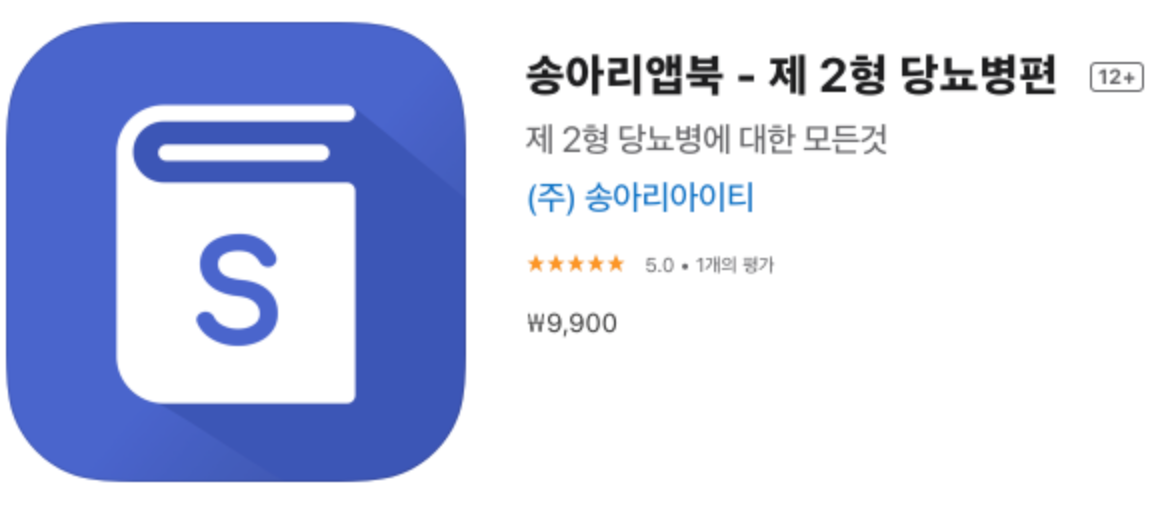 S
송아리앱북 - 제 2형 당뇨병편 12+
제 2형 당뇨병에 대한 모든것
(주) 송아리아이티
★★★★★ 5.0 • 1개의 평가
₩9,900